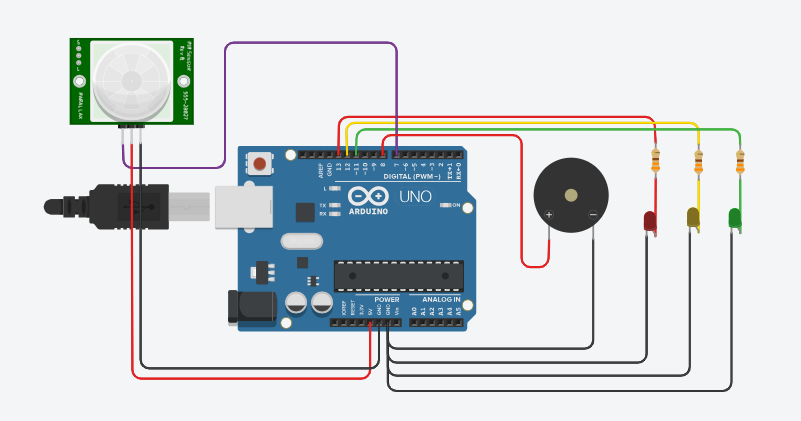 PIR Sensor
Rev B
555-28027
PARALLAX
AREF
GND
13
12
~11
~10
~9
8
7
~6
~5
4
~3
2
TX→1
RX←0
DIGITAL (PWM~)
L
TX
RX
ARDUINO
UNO
ON
+
−
POWER
ANALOG IN
IOREF
RESET
3.3V
5V
GND
GND
Vin
A0
A1
A2
A3
A4
A5